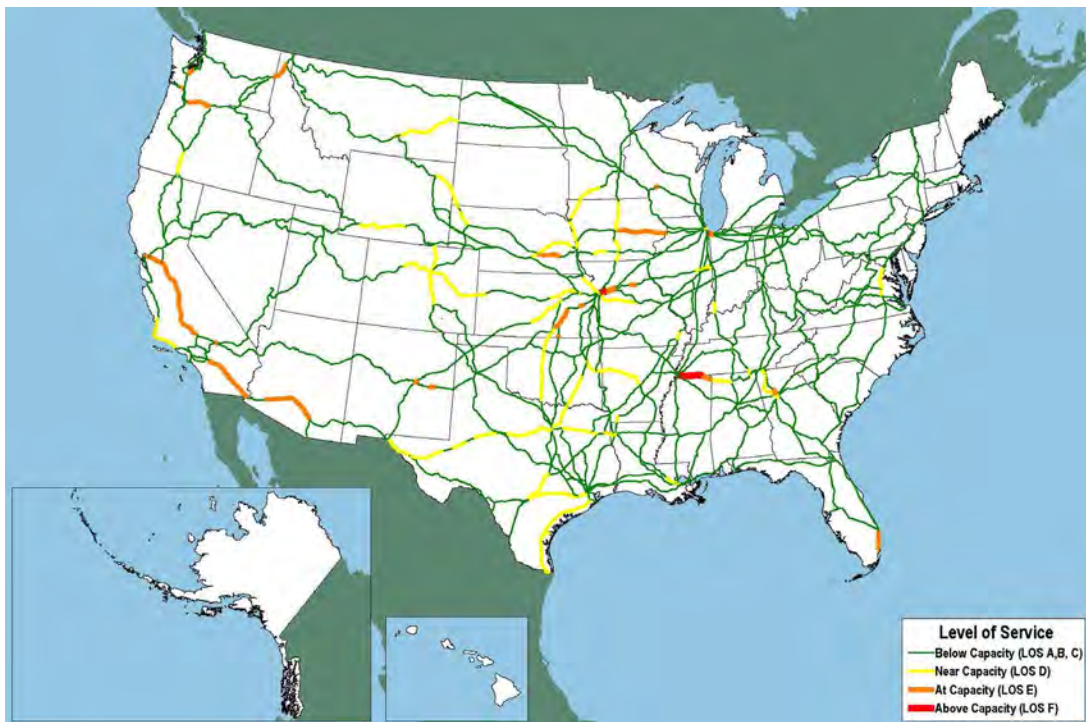 Level of Service
Below Capacity (LOS A,B, C)
Near Capacity (LOS D)
At Capacity (LOS E)
Above Capacity (LOS F)